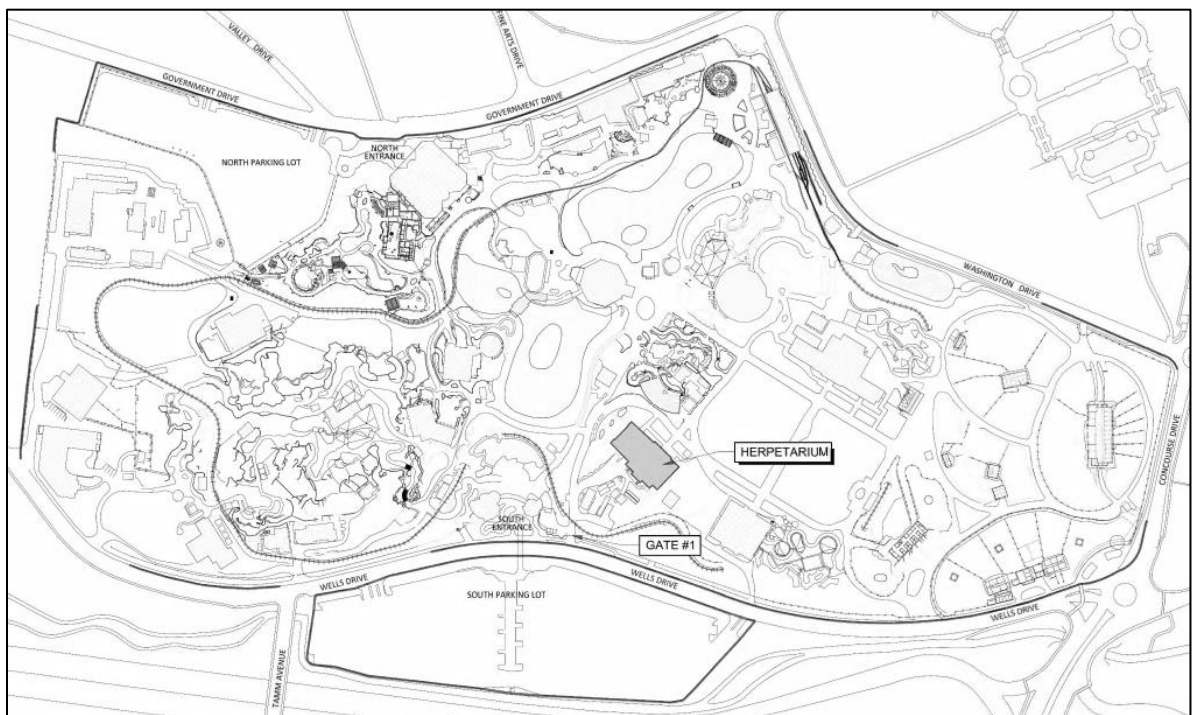 VALLEY DRIVE
FINE ARTS DRIVE
GOVERNMENT DRIVE
GOVERNMENT DRIVE
NORTH
ENTRANCE
NORTH PARKING LOT
WASHINGTON DRIVE
HERPETARIUM
CONCOURSE DRIVE
SOUTH
ENTRANCE
GATE #1
WELLS DRIVE
WELLS DRIVE
SOUTH PARKING LOT
WELLS DRIVE
TAMM AVENUE